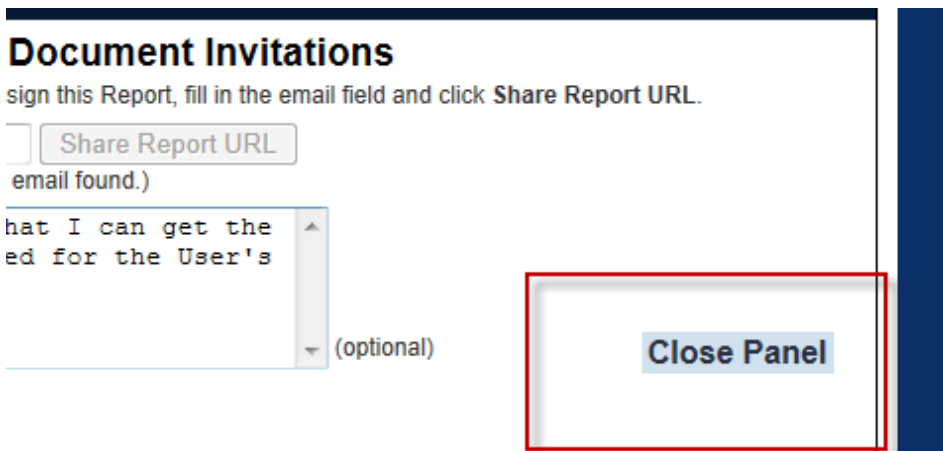 Document Invitations
sign this Report, fill in the email field and click Share Report URL.
Share Report URL
email found.)
hat I can get the
ed for the User's
(optional)
Close Panel